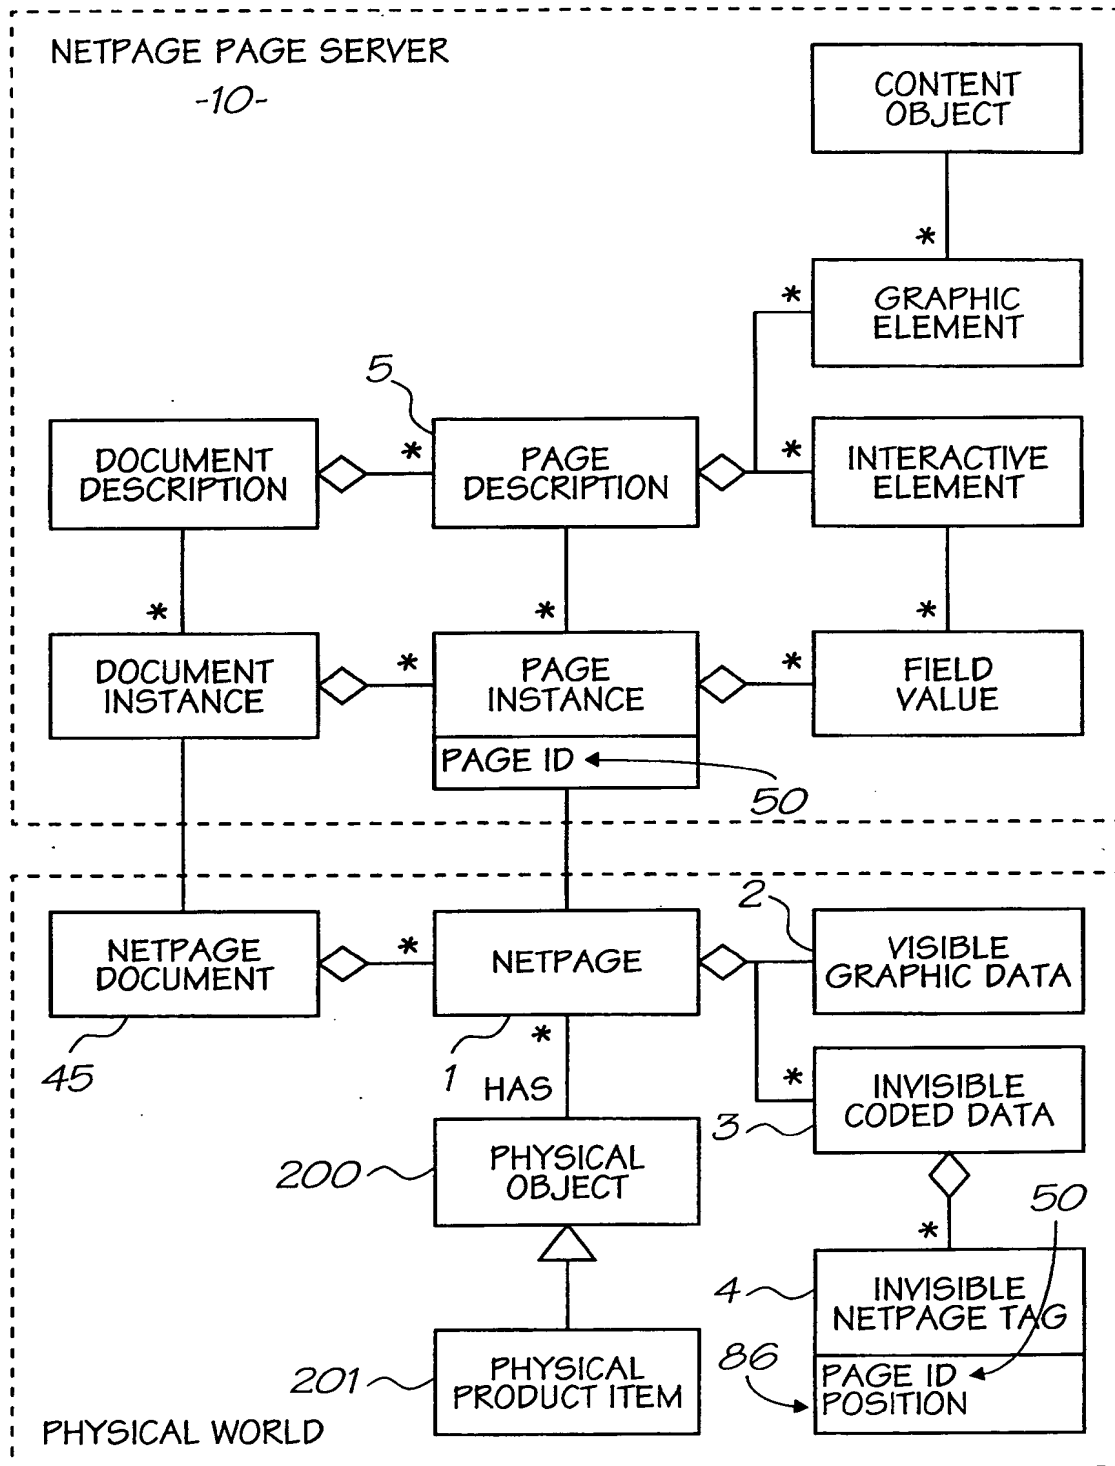 NETPAGE PAGE SERVER
-10-
CONTENT
OBJECT
*
GRAPHIC
ELEMENT
*
5
DOCUMENT
DESCRIPTION
*
PAGE
DESCRIPTION
*
INTERACTIVE
ELEMENT
*
*
*
DOCUMENT
INSTANCE
*
PAGE
INSTANCE
*
FIELD
VALUE
PAGE ID
50
2
NETPAGE
DOCUMENT
*
NETPAGE
VISIBLE
GRAPHIC DATA
45
1
*
HAS
*
INVISIBLE
CODED DATA
3
200
PHYSICAL
OBJECT
50
*
4
INVISIBLE
NETPAGE TAG
86
PAGE ID
POSITION
201
PHYSICAL
PRODUCT ITEM
PHYSICAL WORLD